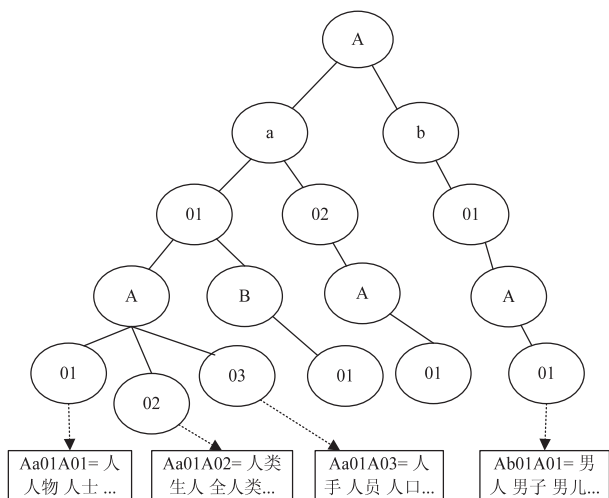 A
a b
01 02 01
A B A A
01 02 03 01 01 01
Aa01A01= 人
人物 人士 ...
Aa01A02= 人类
生人 全人类...
Aa01A03= 人
手 人员 人口...
Ab01A01= 男
人 男子 男儿...